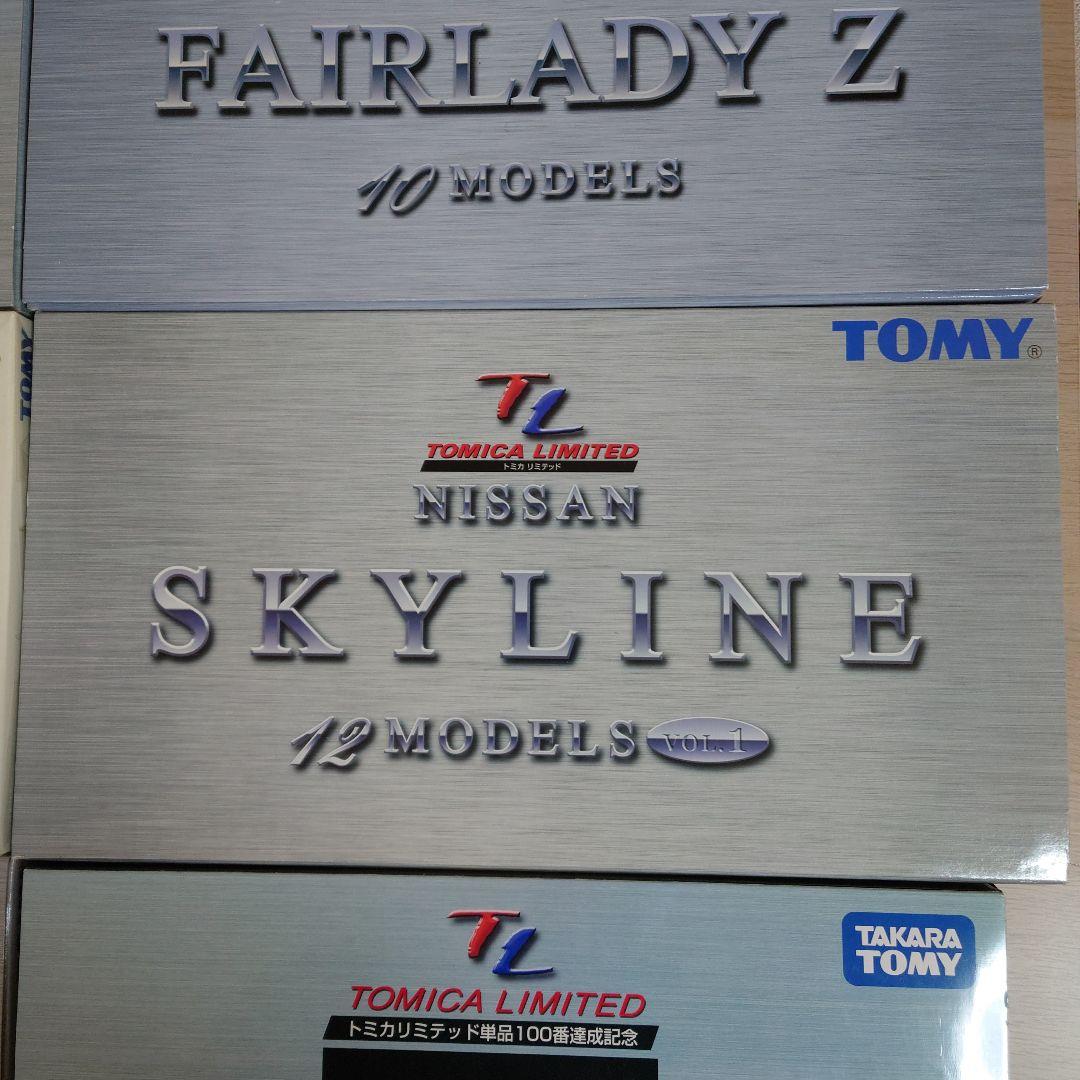 FAIRLADY Z
10 MODELS
TOMY
TOMY®
TL
TOMICA LIMITED
トミカ リミテッド
NISSAN
SKYLINE
12 MODELS VOL.1
TL
TAKARA TOMY
TOMICA LIMITED
トミカリミテッド単品100番達成記念